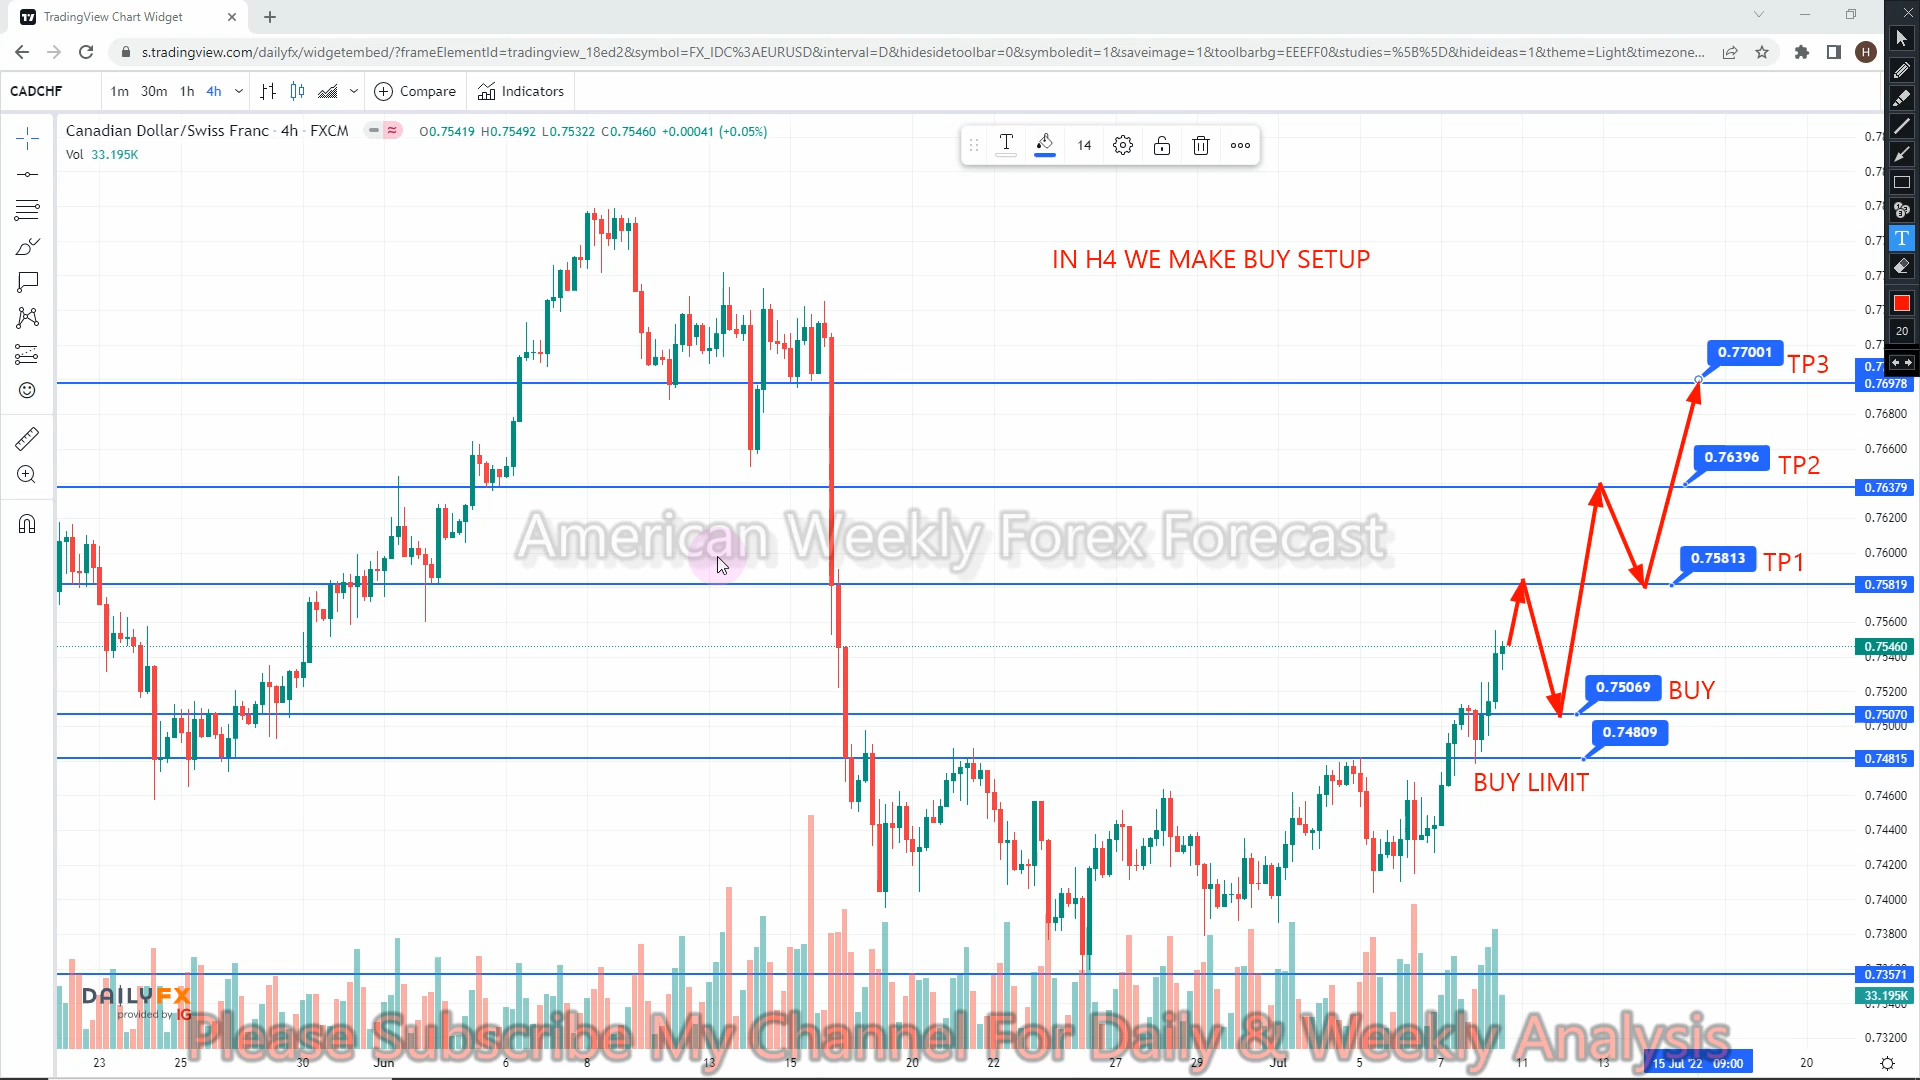 TradingView Chart Widget
s.tradingview.com/dailyfx/widgetembed/?frameElementId=tradingview_18ed2&symbol=FX_IDC%3AEURUSD&interval=D&hidesidetoolbar=0&symboledit=1&saveimage=1&toolbarbg=EEEFF0&studies=%5B%5D&hideideas=1&theme=Light&timezone...
H
CADCHF 1m 30m 1h 4h Compare Indicators
Canadian Dollar/Swiss Franc · 4h · FXCM O0.75419 H0.75492 L0.75322 C0.75460 +0.00041 (+0.05%)
Vol 33.195K
T 14
T
20
IN H4 WE MAKE BUY SETUP
0.77001 TP3
0.76978
0.76800
0.76600
0.76396 TP2
0.76379
0.76200
American Weekly Forex Forecast
0.76000
0.75813 TP1
0.75819
0.75600
0.75460
0.75400
0.75200
0.75069 BUY
0.75070
0.75000
0.74809
0.74815
BUY LIMIT
0.74600
0.74400
0.74200
0.74000
0.73800
0.73571
33.195K
DAILYFX
provided by IG
Please Subscribe My Channel For Daily & Weekly Analysis
0.73200
23 25 30 Jun 6 8 13 15 20 22 27 29 Jul 5 7 11 13 15 Jul '22 09:00 20